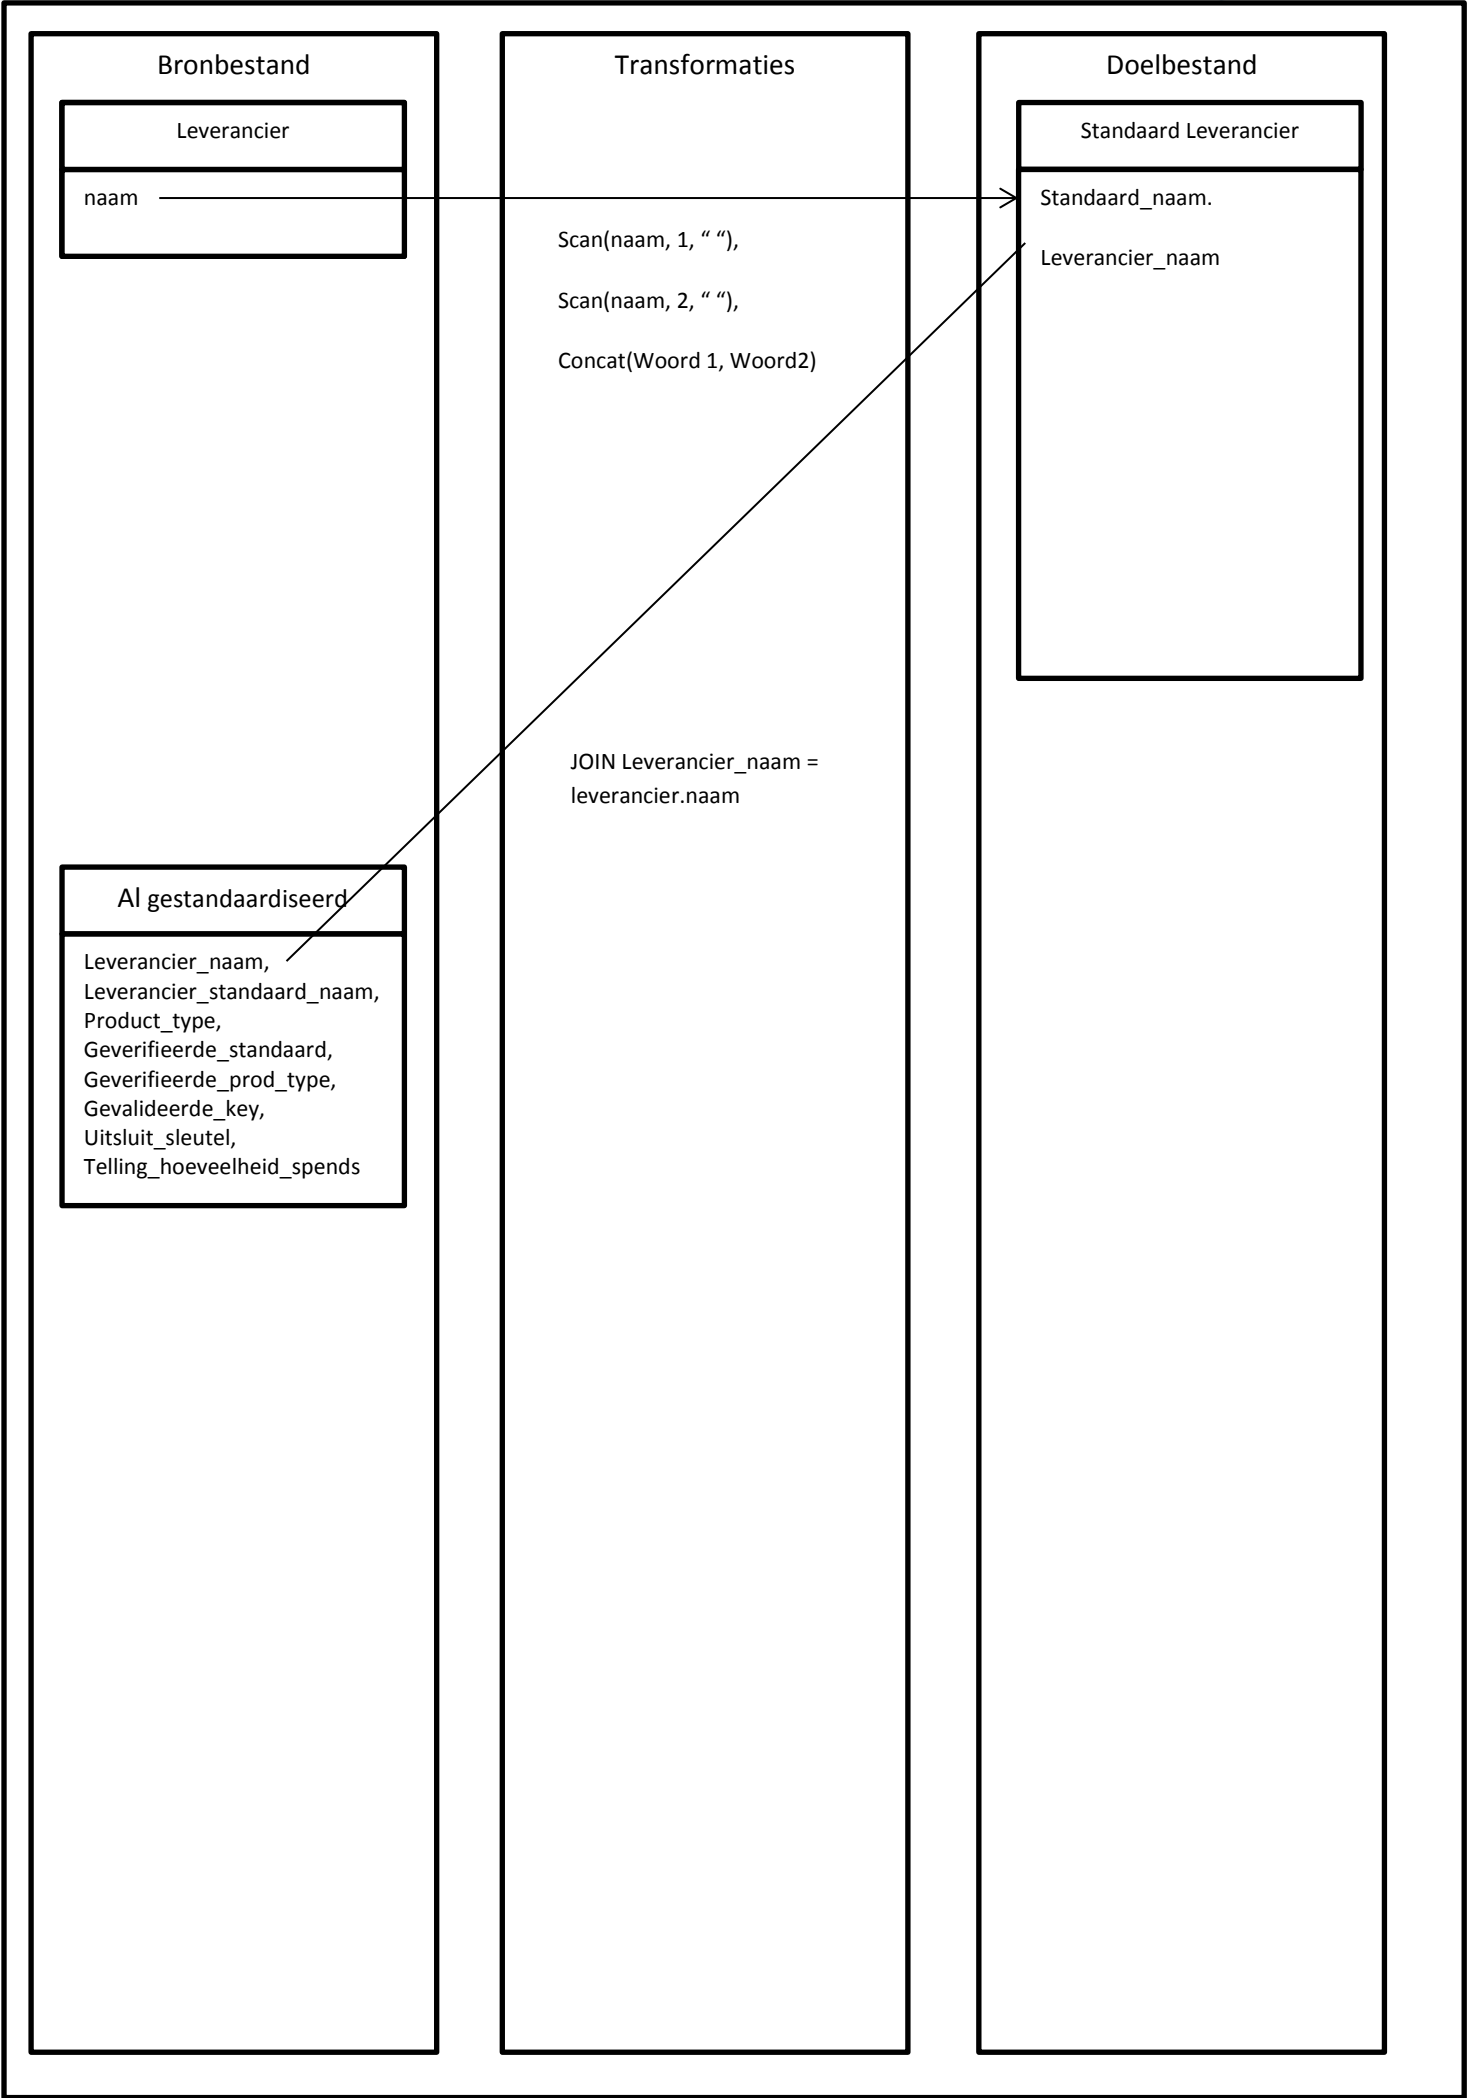 Bronbestand
Leverancier
naam
Transformaties
Scan(naam, 1, “ “),
Scan(naam, 2, “ “),
Concat(Woord 1, Woord2)
JOIN Leverancier_naam =
leverancier.naam
Doelbestand
Standaard Leverancier
Standaard_naam.
Leverancier_naam
Al gestandaardiseerd
Leverancier_naam,
Leverancier_standaard_naam,
Product_type,
Geverifieerde_standaard,
Geverifieerde_prod_type,
Gevalideerde_key,
Uitsluit_sleutel,
Telling_hoeveelheid_spends